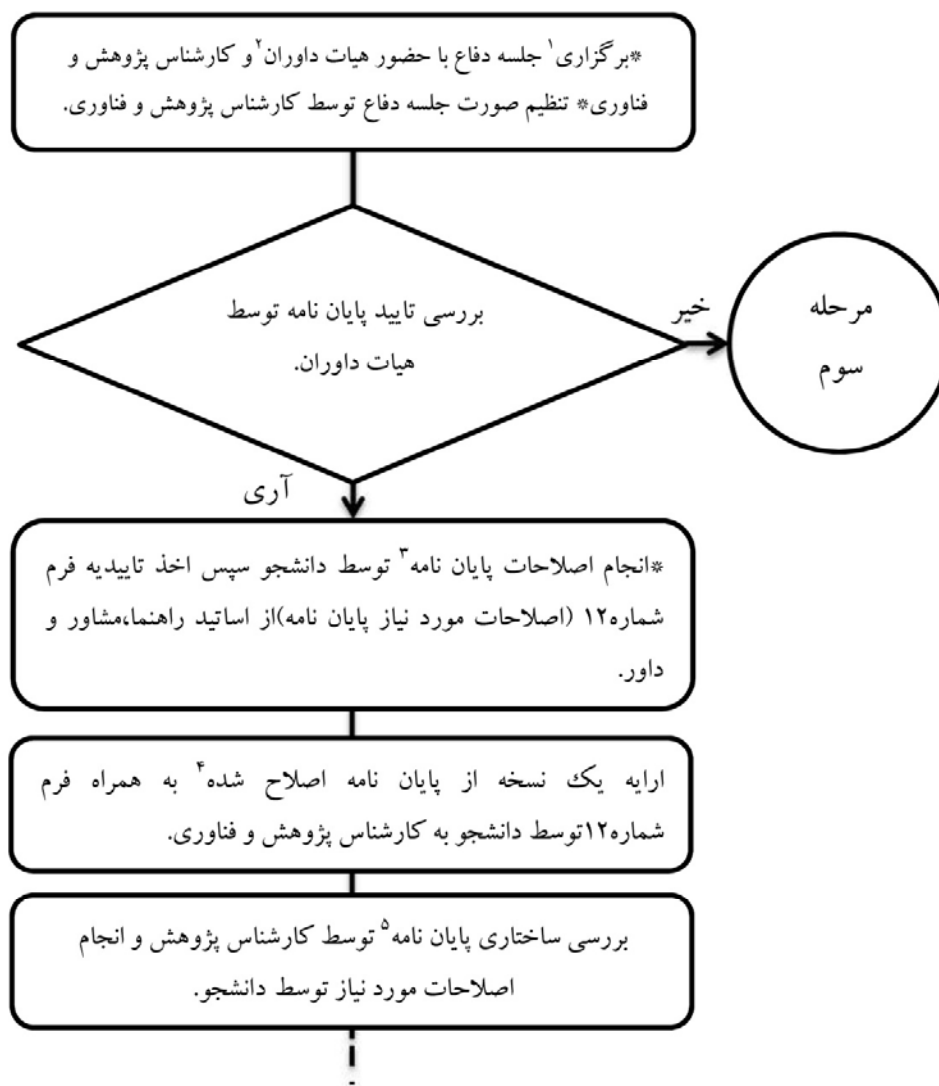 *برگزاری۱ جلسه دفاع با حضور هیات داوران۲ و کارشناس پژوهش و
فناوری* تنظیم صورت جلسه دفاع توسط کارشناس پژوهش و فناوری.
بررسی تایید پایان نامه توسط
هیات داوران.
خیر
مرحله
سوم
آری
*انجام اصلاحات پایان نامه۳ توسط دانشجو سپس اخذ تاییدیه فرم
شماره۱۲ (اصلاحات مورد نیاز پایان نامه)از اساتید راهنما،مشاور و
داور.
ارایه یک نسخه از پایان نامه اصلاح شده۴ به همراه فرم
شماره۱۲توسط دانشجو به کارشناس پژوهش و فناوری.
بررسی ساختاری پایان نامه۵ توسط کارشناس پژوهش و انجام
اصلاحات مورد نیاز توسط دانشجو.